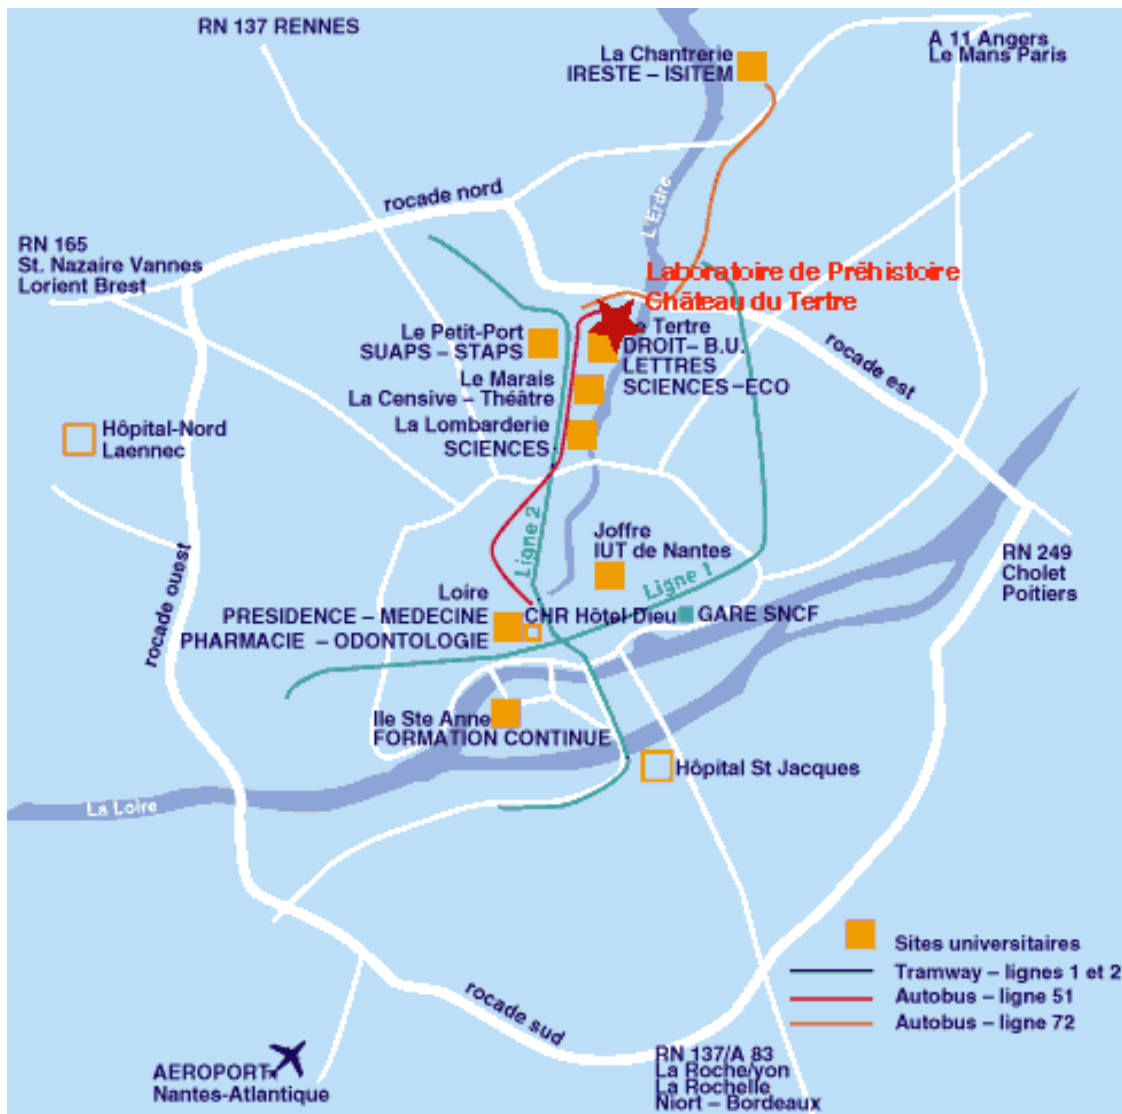 RN 137 RENNES
La Chantrerie
IRESTE – ISITEM
A 11 Angers
Le Mans Paris
rocade nord
L'Erdre
RN 165
St. Nazaire Vannes
Lorient Brest
Laboratoire de Préhistoire
Château du Tertre
Le Petit-Port
SUAPS – STAPS
e Tertre
DROIT– B.U.
LETTRES
SCIENCES –ECO
rocade est
Le Marais
La Censive – Théâtre
La Lombarderie
SCIENCES
Hôpital-Nord
Laennec
Ligne 2
Joffre
IUT de Nantes
Ligne 1
RN 249
Cholet
Poitiers
rocade ouest
Loire
PRESIDENCE – MEDECINE
PHARMACIE – ODONTOLOGIE
CHR Hôtel Dieu
GARE SNCF
Ile Ste Anne
FORMATION CONTINUE
Hôpital St Jacques
La Loire
Sites universitaires
Tramway – lignes 1 et 2
Autobus – ligne 51
Autobus – ligne 72
rocade sud
AEROPORT
Nantes-Atlantique
RN 137/A 83
La Roche/yon
La Rochelle
Niort – Bordeaux